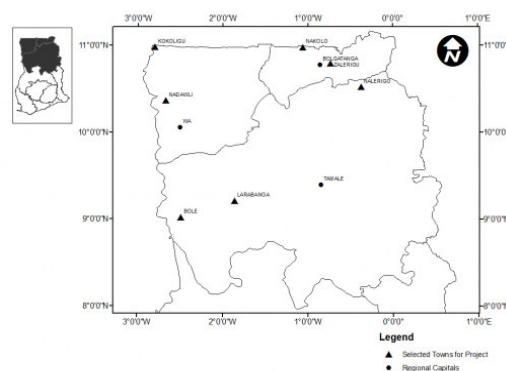 3°0'0"W 2°0'0"W 1°0'0"W 0°0'0"E 1°0'0"E
11°0'0"N 11°0'0"N
KOKOLIGU NAKOLO
BOLGATANGA
ZALERIGU
NALERIGO
10°0'0"N 10°0'0"N
WA
TAMALE
LARABANGA
BOLE
9°0'0"N 9°0'0"N
8°0'0"N 8°0'0"N
3°0'0"W 2°0'0"W 1°0'0"W 0°0'0"E 1°0'0"E
Legend
Selected Towns for Project
Regional Capitals